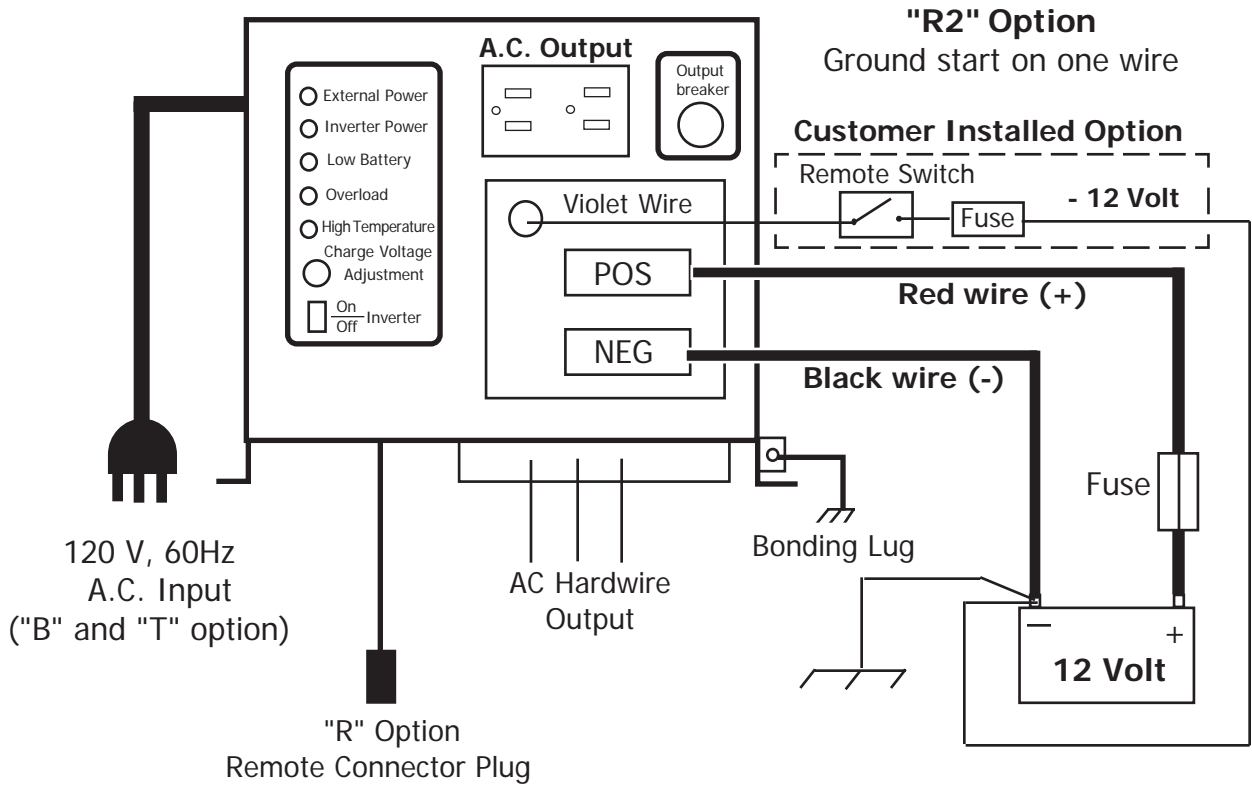 "R2" Option
Ground start on one wire
A.C. Output
Output
breaker
External Power
Inverter Power
Low Battery
Overload
High Temperature
Charge Voltage
Adjustment
On
Off
Inverter
Customer Installed Option
Remote Switch
Fuse
- 12 Volt
Violet Wire
POS
Red wire (+)
NEG
Black wire (-)
Fuse
120 V, 60Hz
A.C. Input
("B" and "T" option)
AC Hardwire
Output
Bonding Lug
"R" Option
Remote Connector Plug
— +
12 Volt